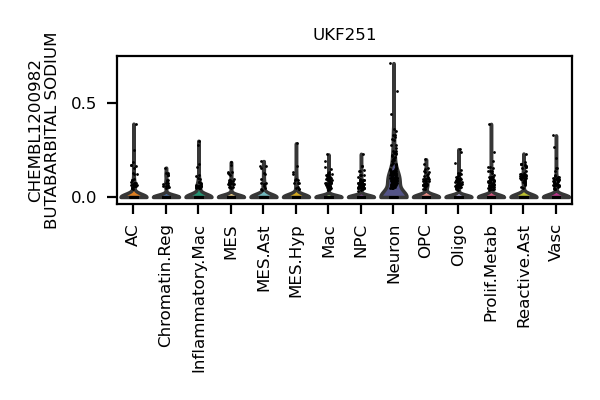 UKF251
CHEMBL1200982
BUTABARBITAL SODIUM
0.5
0.0
AC
Chromatin.Reg
Inflammatory.Mac
MES
MES.Ast
MES.Hyp
Mac
NPC
Neuron
OPC
Oligo
Prolif.Metab
Reactive.Ast
Vasc